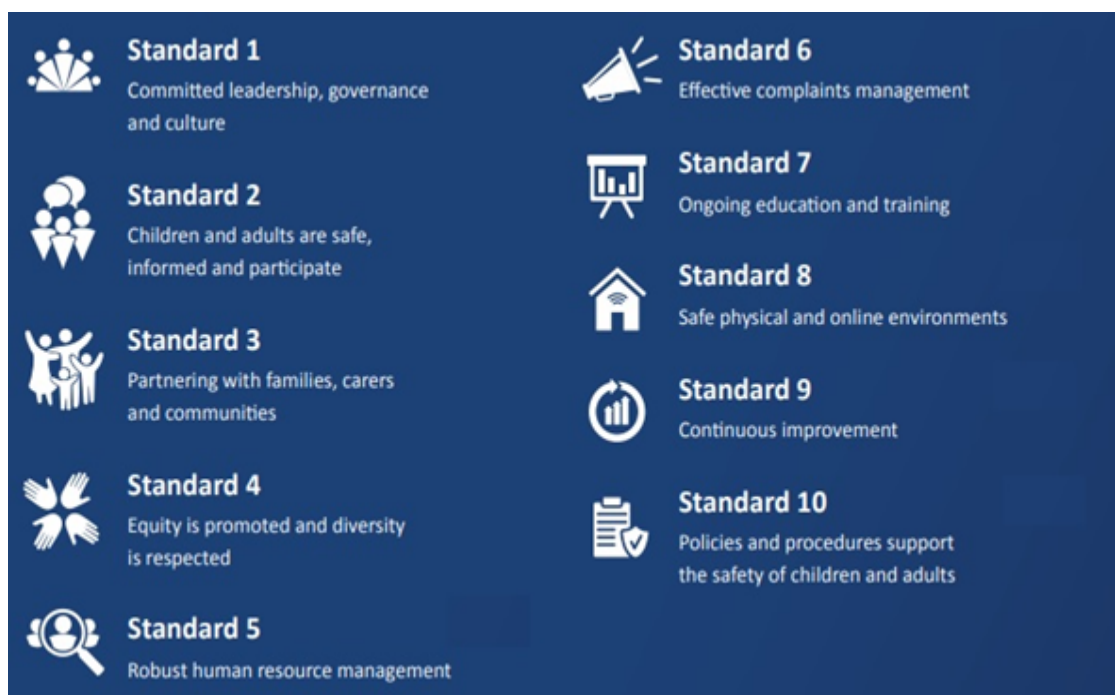 Standard 1
Committed leadership, governance
and culture
Standard 2
Children and adults are safe,
informed and participate
Standard 3
Partnering with families, carers
and communities
Standard 4
Equity is promoted and diversity
is respected
Standard 5
Robust human resource management
Standard 6
Effective complaints management
Standard 7
Ongoing education and training
Standard 8
Safe physical and online environments
Standard 9
Continuous improvement
Standard 10
Policies and procedures support
the safety of children and adults